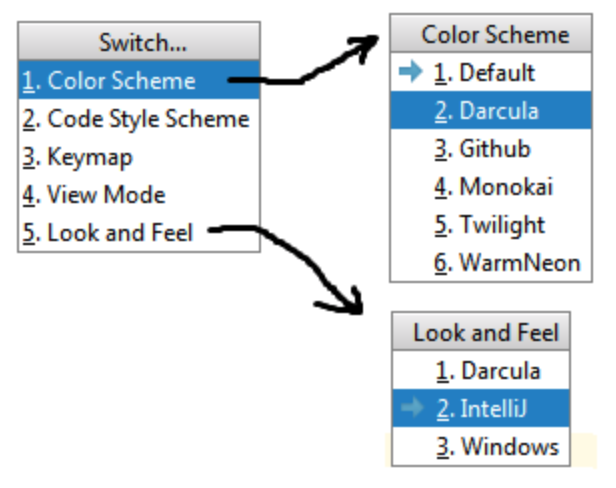 Switch...
1. Color Scheme
2. Code Style Scheme
3. Keymap
4. View Mode
5. Look and Feel
Color Scheme
1. Default
2. Darcula
3. Github
4. Monokai
5. Twilight
6. WarmNeon
Look and Feel
1. Darcula
2. IntelliJ
3. Windows